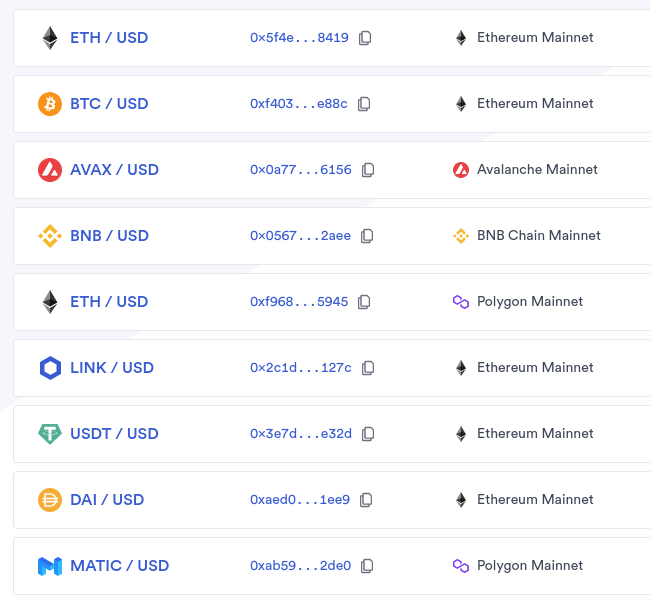 ETH / USD 0x5f4e...8419 Ethereum Mainnet
BTC / USD 0xf403...e88c Ethereum Mainnet
AVAX / USD 0x0a77...6156 Avalanche Mainnet
BNB / USD 0x0567...2aee BNB Chain Mainnet
ETH / USD 0xf968...5945 Polygon Mainnet
LINK / USD 0x2c1d...127c Ethereum Mainnet
USDT / USD 0x3e7d...e32d Ethereum Mainnet
DAI / USD 0xaed0...1ee9 Ethereum Mainnet
MATIC / USD 0xab59...2de0 Polygon Mainnet